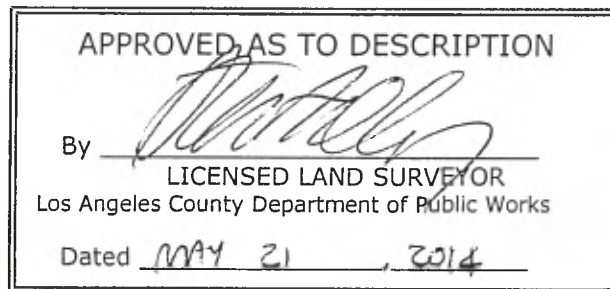 APPROVED AS TO DESCRIPTION
By
LICENSED LAND SURVEYOR
Los Angeles County Department of Public Works
Dated MAY 21, 2014